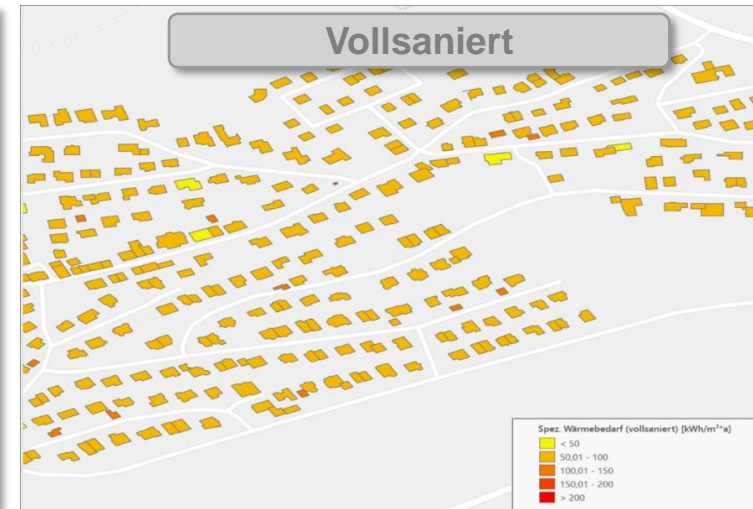 Vollsaniert
Spez. Wärmebedarf (vollsaniert) [kWh/m²*a]
< 50
50,01 - 100
100,01 - 150
150,01 - 200
> 200